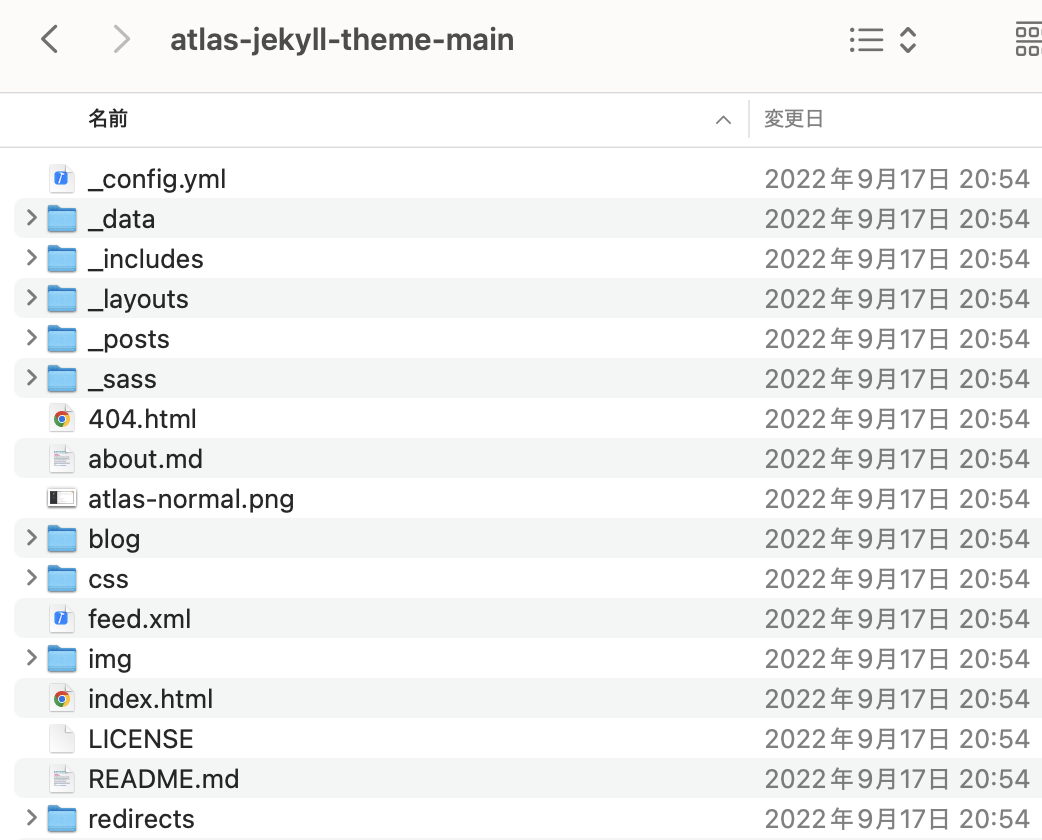 atlas-jekyll-theme-main
名前 変更日
_config.yml 2022年9月17日 20:54
_data 2022年9月17日 20:54
_includes 2022年9月17日 20:54
_layouts 2022年9月17日 20:54
_posts 2022年9月17日 20:54
_sass 2022年9月17日 20:54
404.html 2022年9月17日 20:54
about.md 2022年9月17日 20:54
atlas-normal.png 2022年9月17日 20:54
blog 2022年9月17日 20:54
css 2022年9月17日 20:54
feed.xml 2022年9月17日 20:54
img 2022年9月17日 20:54
index.html 2022年9月17日 20:54
LICENSE 2022年9月17日 20:54
README.md 2022年9月17日 20:54
redirects 2022年9月17日 20:54